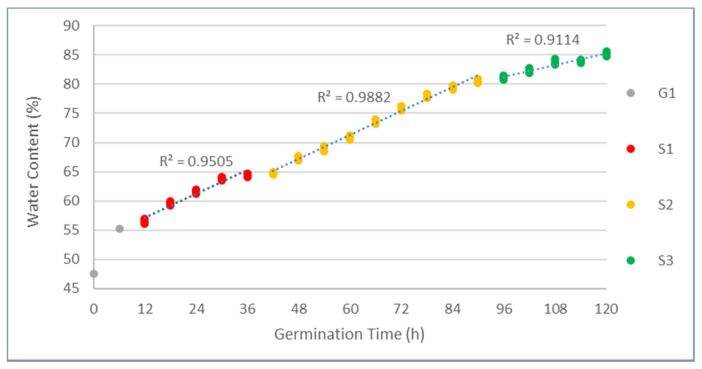 90
85
80
75
70
65
60
55
50
45
Water Content (%)
R² = 0.9505
R² = 0.9882
R² = 0.9114
0 12 24 36 48 60 72 84 96 108 120
Germination Time (h)
G1
S1
S2
S3